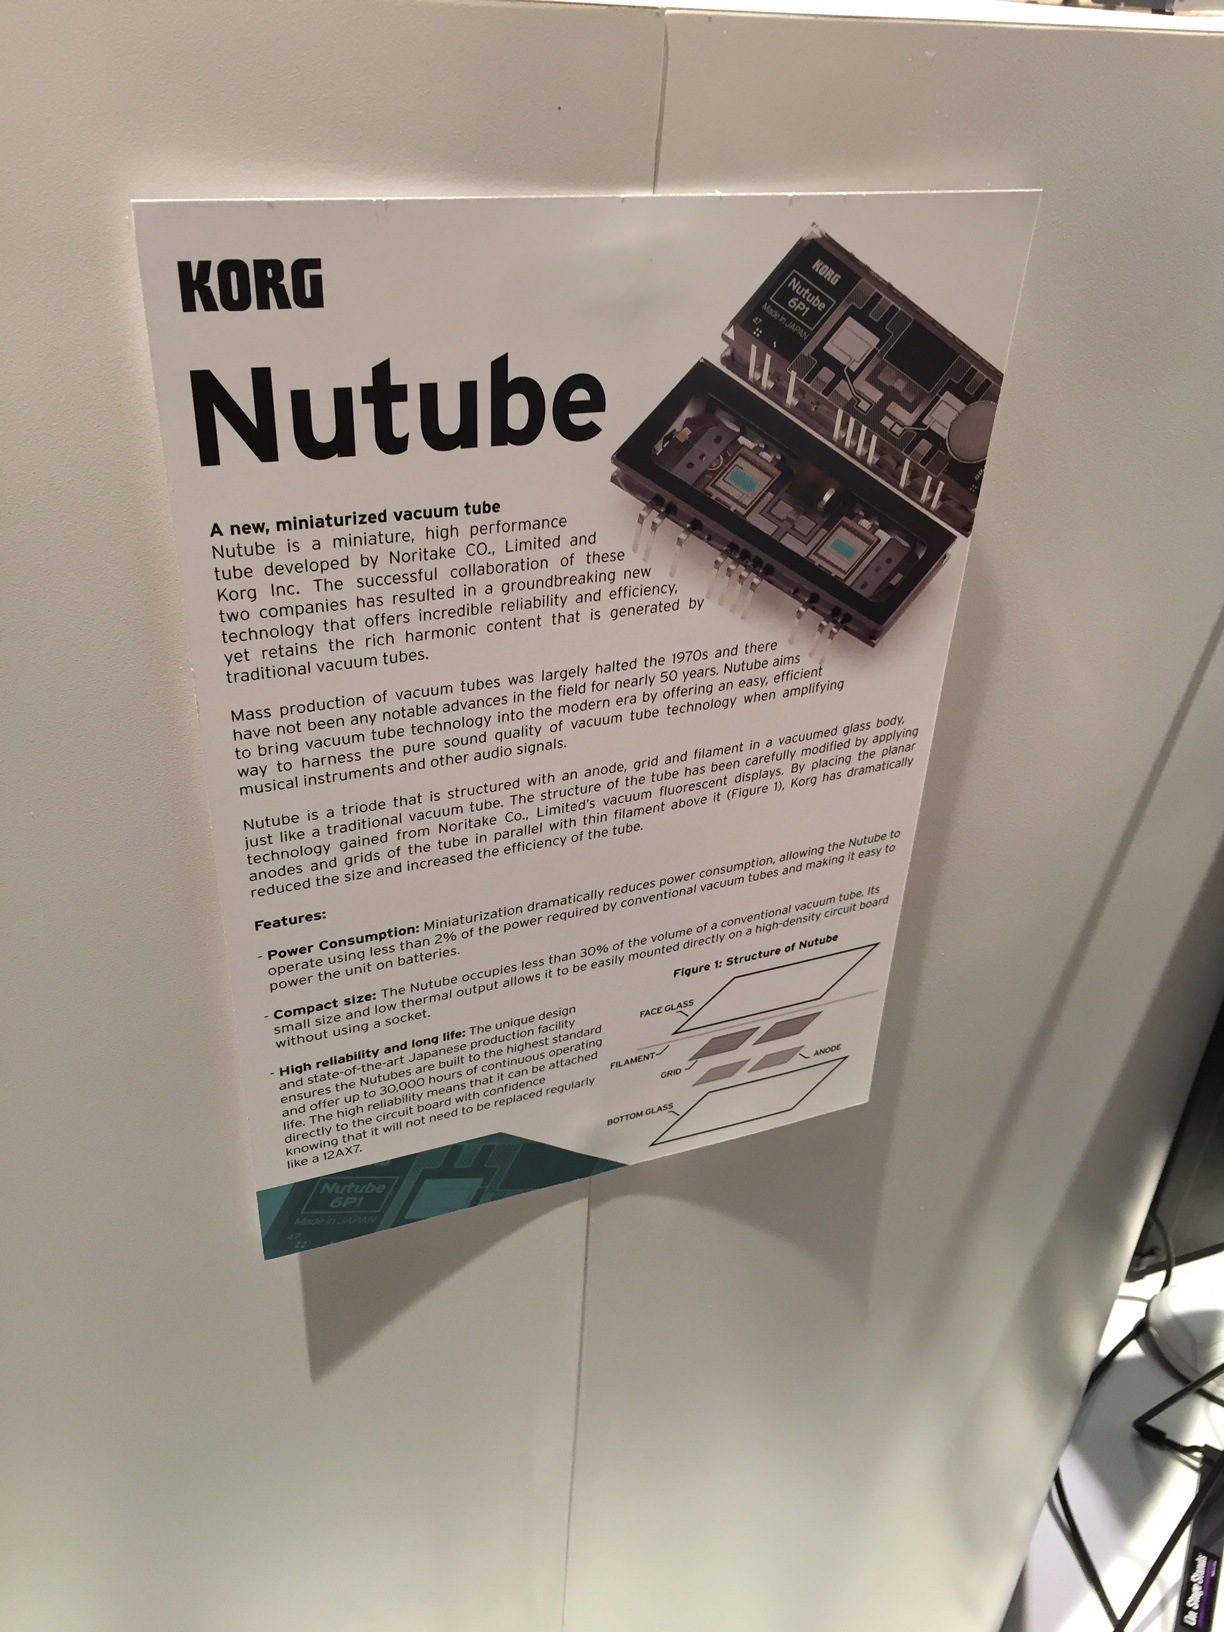 KORG
Nutube
KORG
Nutube
6P1
Made in JAPAN
47
A new, miniaturized vacuum tube
Nutube is a miniature, high performance
tube developed by Noritake CO., Limited and
Korg Inc. The successful collaboration of these
two companies has resulted in a groundbreaking new
technology that offers incredible reliability and efficiency,
yet retains the rich harmonic content that is generated by
traditional vacuum tubes.
Mass production of vacuum tubes was largely halted the 1970s and there
have not been any notable advances in the field for nearly 50 years. Nutube aims
to bring vacuum tube technology into the modern era by offering an easy, efficient
way to harness the pure sound quality of vacuum tube technology when amplifying
musical instruments and other audio signals.
Nutube is a triode that is structured with an anode, grid and filament in a vacuumed glass body,
just like a traditional vacuum tube. The structure of the tube has been carefully modified by applying
technology gained from Noritake Co., Limited's vacuum fluorescent displays. By placing the planar
anodes and grids of the tube in parallel with thin filament above it (Figure 1), Korg has dramatically
reduced the size and increased the efficiency of the tube.
Features:
- Power Consumption: Miniaturization dramatically reduces power consumption, allowing the Nutube to
operate using less than 2% of the power required by conventional vacuum tubes and making it easy to
power the unit on batteries.
- Compact size: The Nutube occupies less than 30% of the volume of a conventional vacuum tube. Its
small size and low thermal output allows it to be easily mounted directly on a high-density circuit board
without using a socket.
- High reliability and long life: The unique design
and state-of-the-art Japanese production facility
ensures the Nutubes are built to the highest standard
and offer up to 30,000 hours of continuous operating
life. The high reliability means that it can be attached
directly to the circuit board with confidence
knowing that it will not need to be replaced regularly
like a 12AX7.
Figure 1: Structure of Nutube
FACE GLASS
FILAMENT
GRID
ANODE
BOTTOM GLASS
Nutube
6P1
Made in JAPAN
47
On Stage Stands